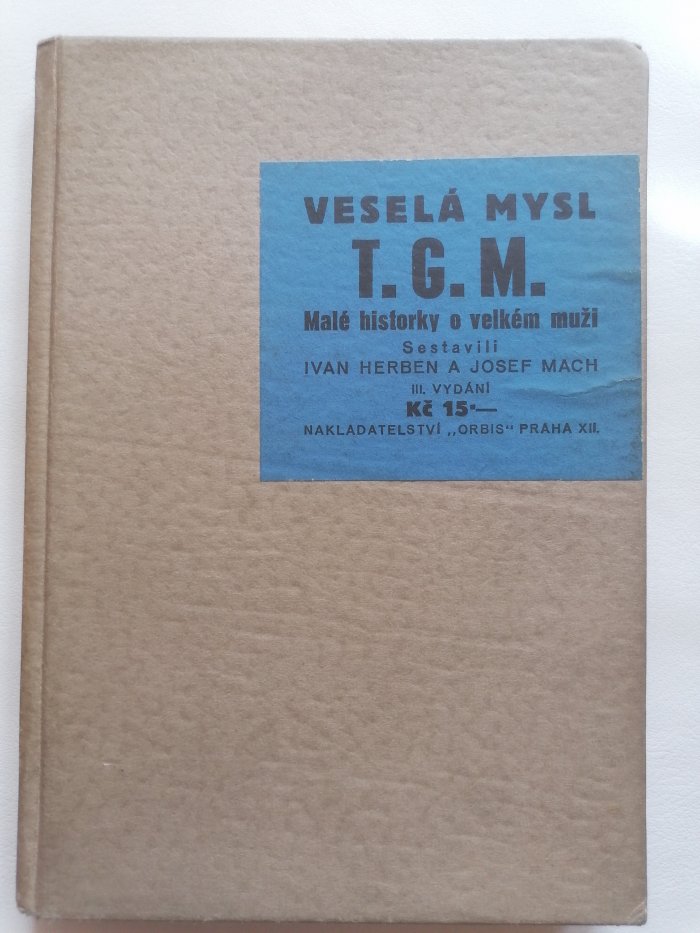 VESELÁ MYSL
T. G. M.
Malé historky o velkém muži
Sestavili
IVAN HERBEN A JOSEF MACH
III. VYDÁNÍ
Kč 15·—
NAKLADATELSTVÍ „ORBIS“ PRAHA XII.